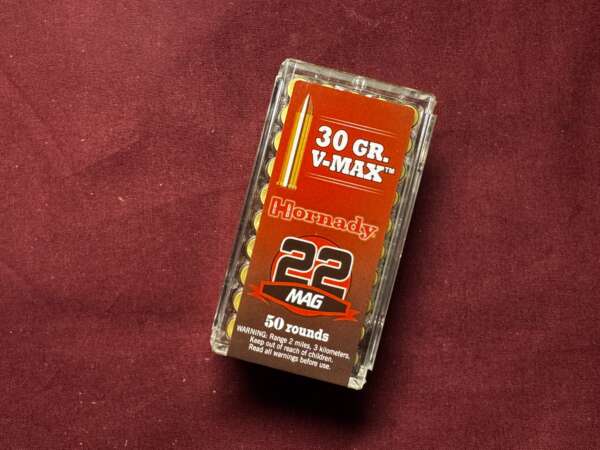 30 GR.
V-MAX™
Hornady
22
MAG
50 rounds
WARNING: Range 2 miles, 3 kilometers.
Keep out of reach of children.
Read all warnings before use.